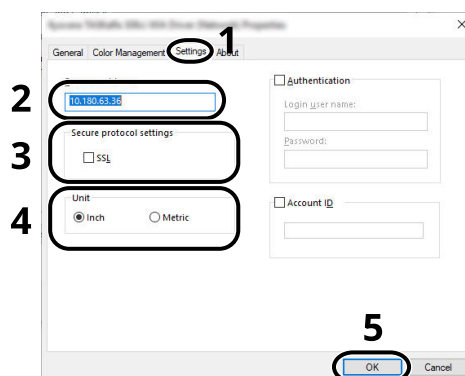 1
General Color Management Settings About
2
10.180.63.36
Authentication
Login user name:
Secure protocol settings
3
SSL
Password:
Unit
4
Inch Metric
Account ID
5
OK Cancel